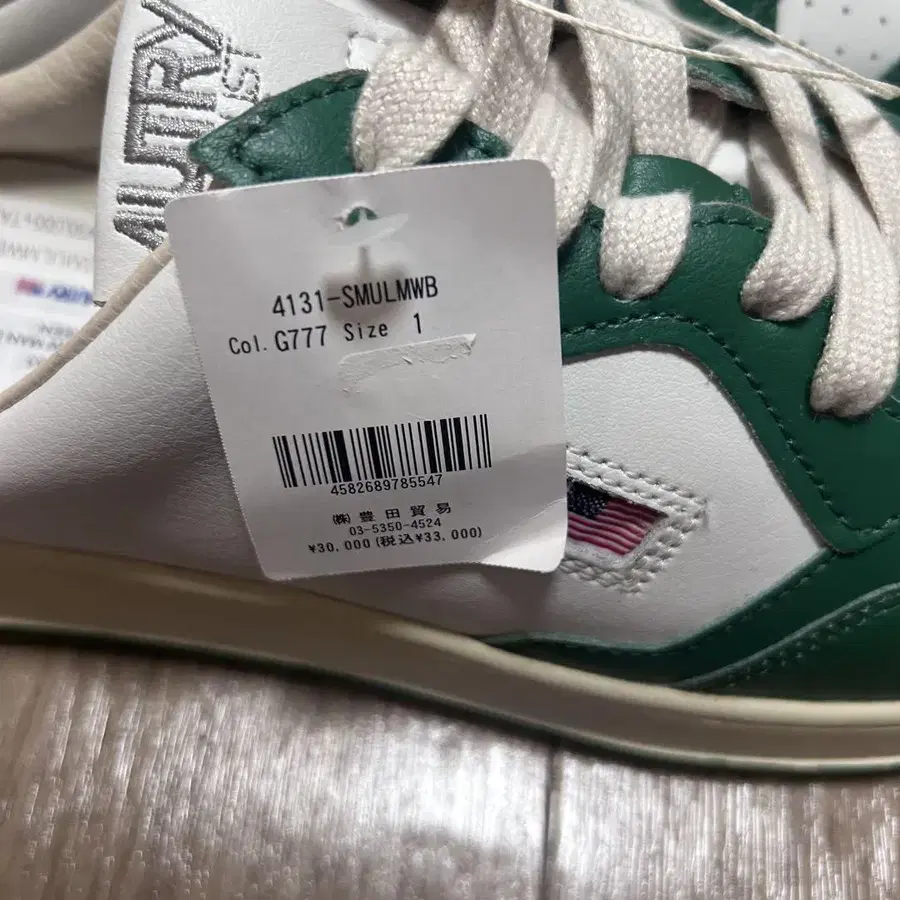 AUTRY
4131-SMULMWB
Col. G777 Size 1
4582689785547
㈱ 豊田貿易
03-5350-4524
¥30,000 (税込¥33,000)